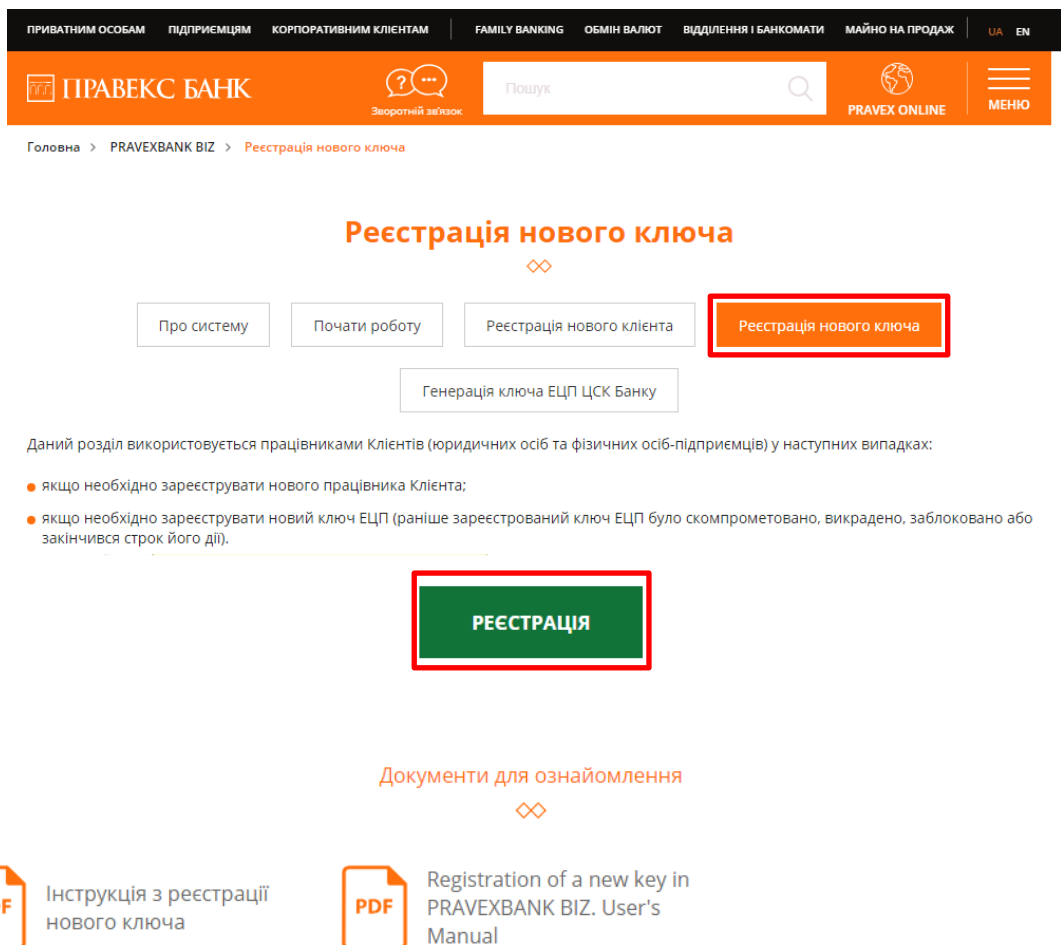 ПРИВАТНИМ ОСОБАМ ПІДПРИЄМЦЯМ КОРПОРАТИВНИМ КЛІЄНТАМ FAMILY BANKING ОБМІН ВАЛЮТ ВІДДІЛЕННЯ І БАНКОМАТИ МАЙНО НА ПРОДАЖ UA EN
ПРАВЕКС БАНК
Зворотній зв'язок
Пошук
PRAVEX ONLINE
МЕНЮ
Головна > PRAVEXBANK BIZ > Реєстрація нового ключа
Реєстрація нового ключа
Про систему Почати роботу Реєстрація нового клієнта Реєстрація нового ключа
Генерація ключа ЕЦП ЦСК Банку
Даний розділ використовується працівниками Клієнтів (юридичних осіб та фізичних осіб-підприємців) у наступних випадках:
якщо необхідно зареєструвати нового працівника Клієнта;
якщо необхідно зареєструвати новий ключ ЕЦП (раніше зареєстрований ключ ЕЦП було скомпрометовано, викрадено, заблоковано або
закінчився строк його дії).
РЕЄСТРАЦІЯ
Документи для ознайомлення
Інструкція з реєстрації
нового ключа
PDF
Registration of a new key in
PRAVEXBANK BIZ. User's
Manual